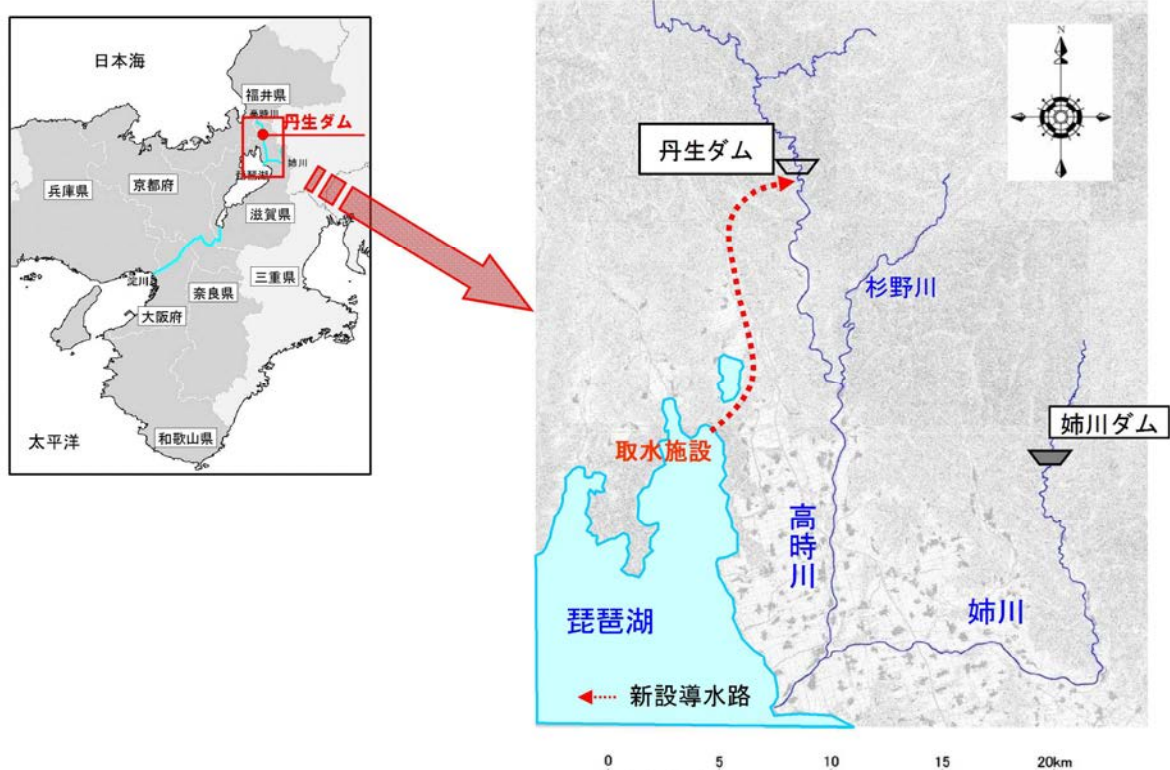 日本海
福井県
高時川
丹生ダム
姉川
琵琶湖
兵庫県
京都府
滋賀県
三重県
淀川
奈良県
大阪府
和歌山県
太平洋
N
丹生ダム
杉野川
姉川ダム
取水施設
高時川
琵琶湖
姉川
新設導水路
0 5 10 15 20km